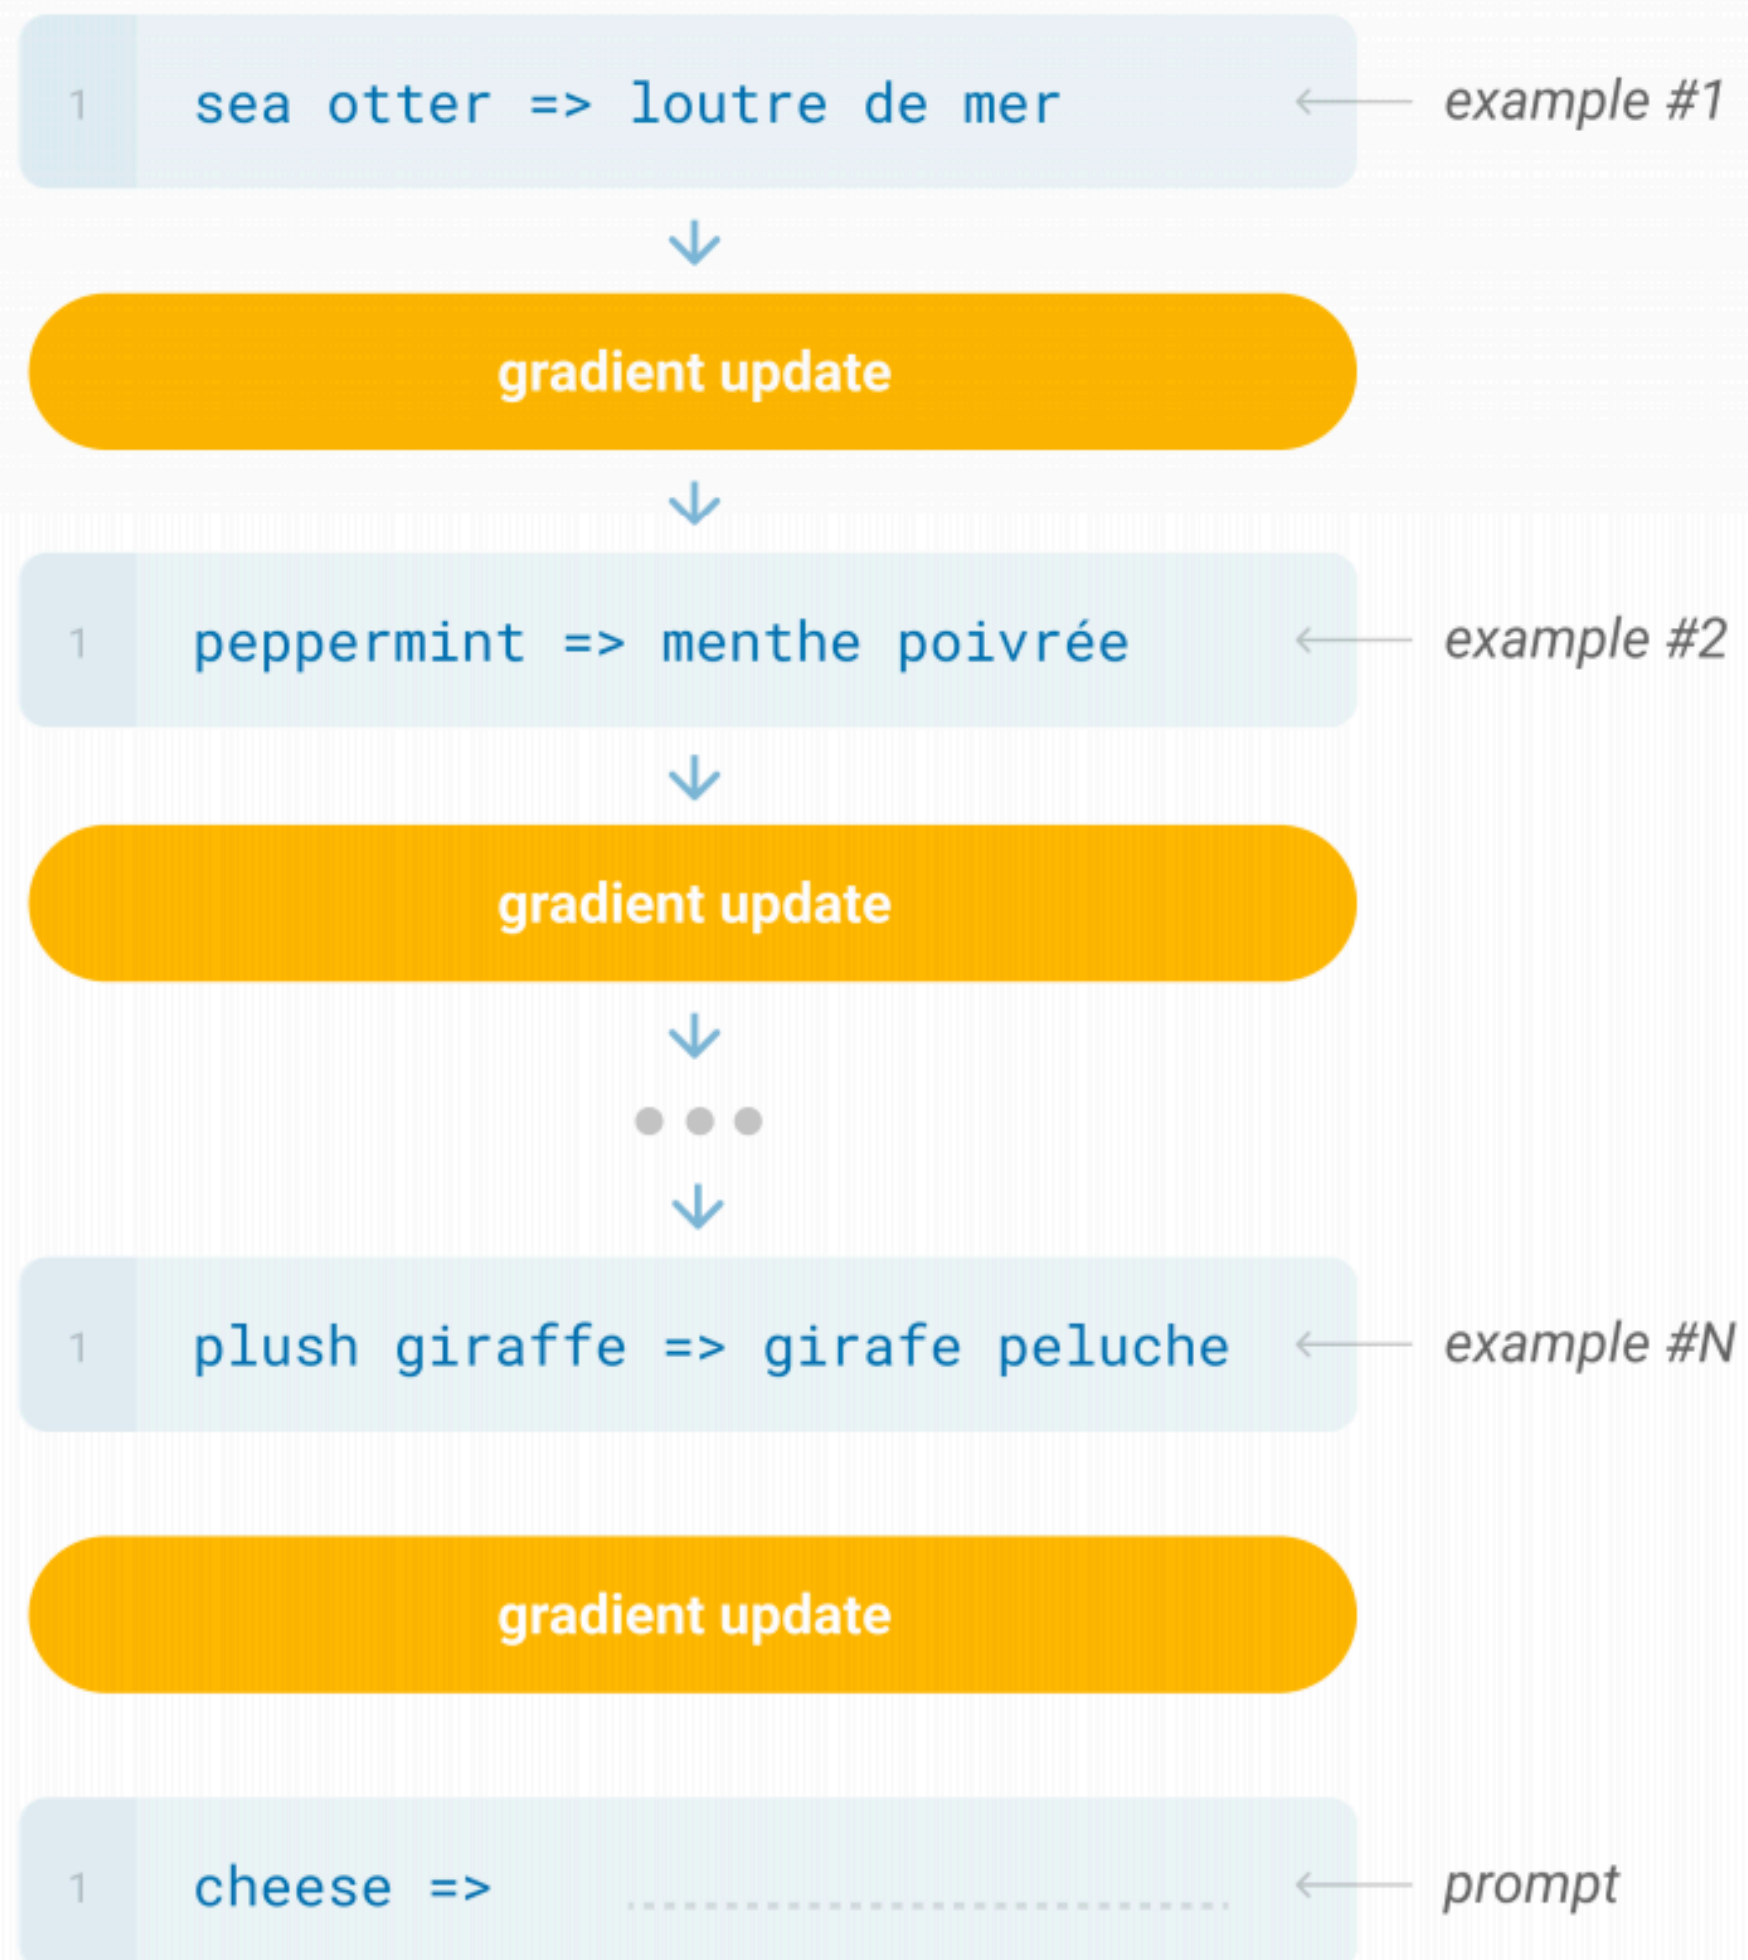 1 sea otter => loutre de mer ← example #1
gradient update
1 peppermint => menthe poivrée ← example #2
gradient update
1 plush giraffe => girafe peluche ← example #N
gradient update
1 cheese => ← prompt